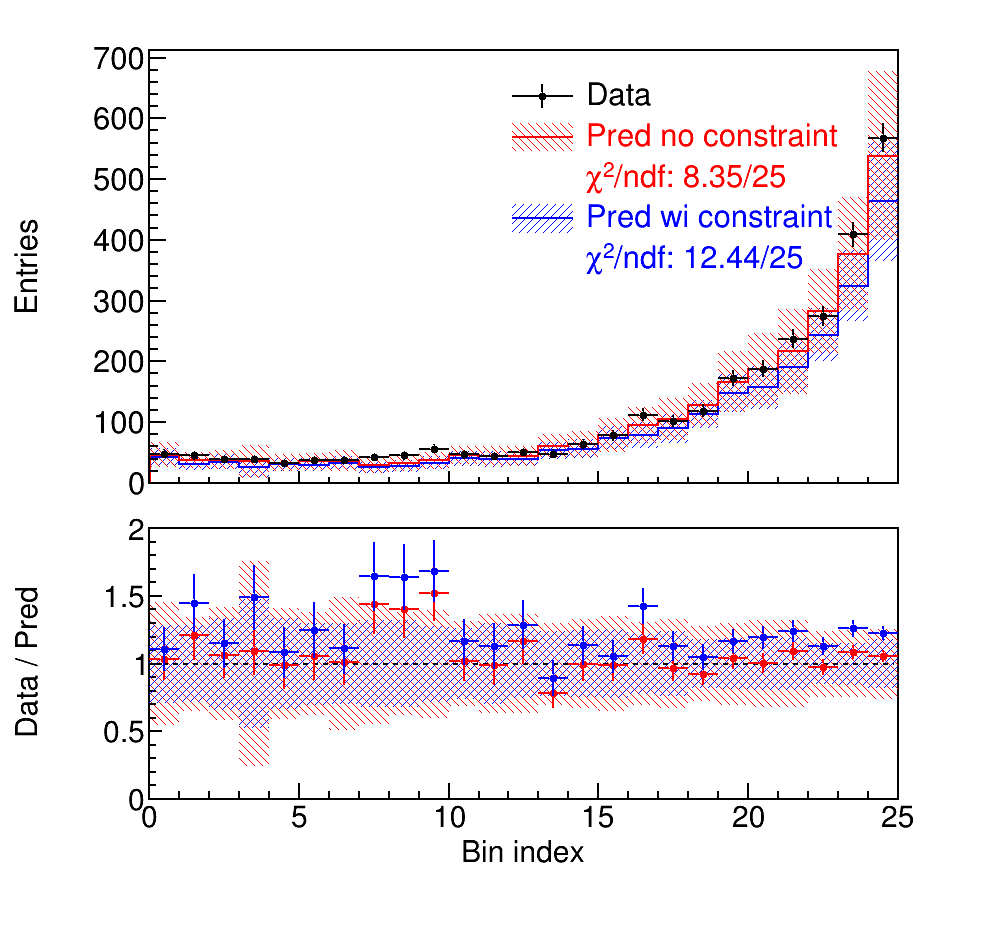 700
600
500
400
300
200
100
0
Entries
Data
Pred no constraint
χ²/ndf: 8.35/25
Pred wi constraint
χ²/ndf: 12.44/25
2
1.5
1
0.5
0
Data / Pred
0 5 10 15 20 25
Bin index